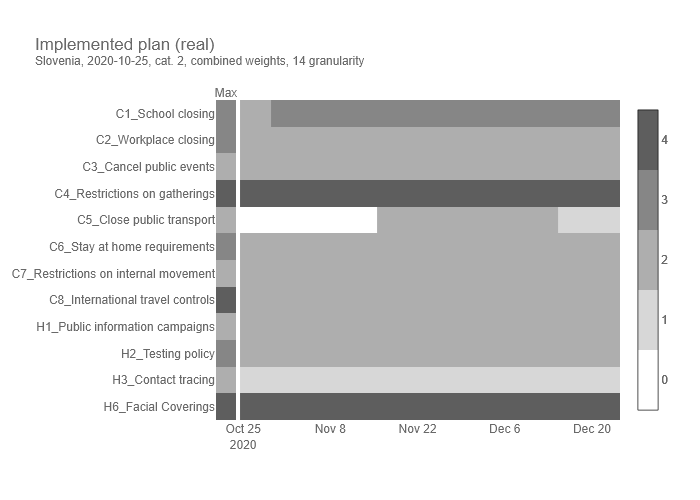 Implemented plan (real)
Slovenia, 2020-10-25, cat. 2, combined weights, 14 granularity
Max
C1_School closing
C2_Workplace closing
C3_Cancel public events
C4_Restrictions on gatherings
C5_Close public transport
C6_Stay at home requirements
C7_Restrictions on internal movement
C8_International travel controls
H1_Public information campaigns
H2_Testing policy
H3_Contact tracing
H6_Facial Coverings
Oct 25 Nov 8 Nov 22 Dec 6 Dec 20
2020
4
3
2
1
0